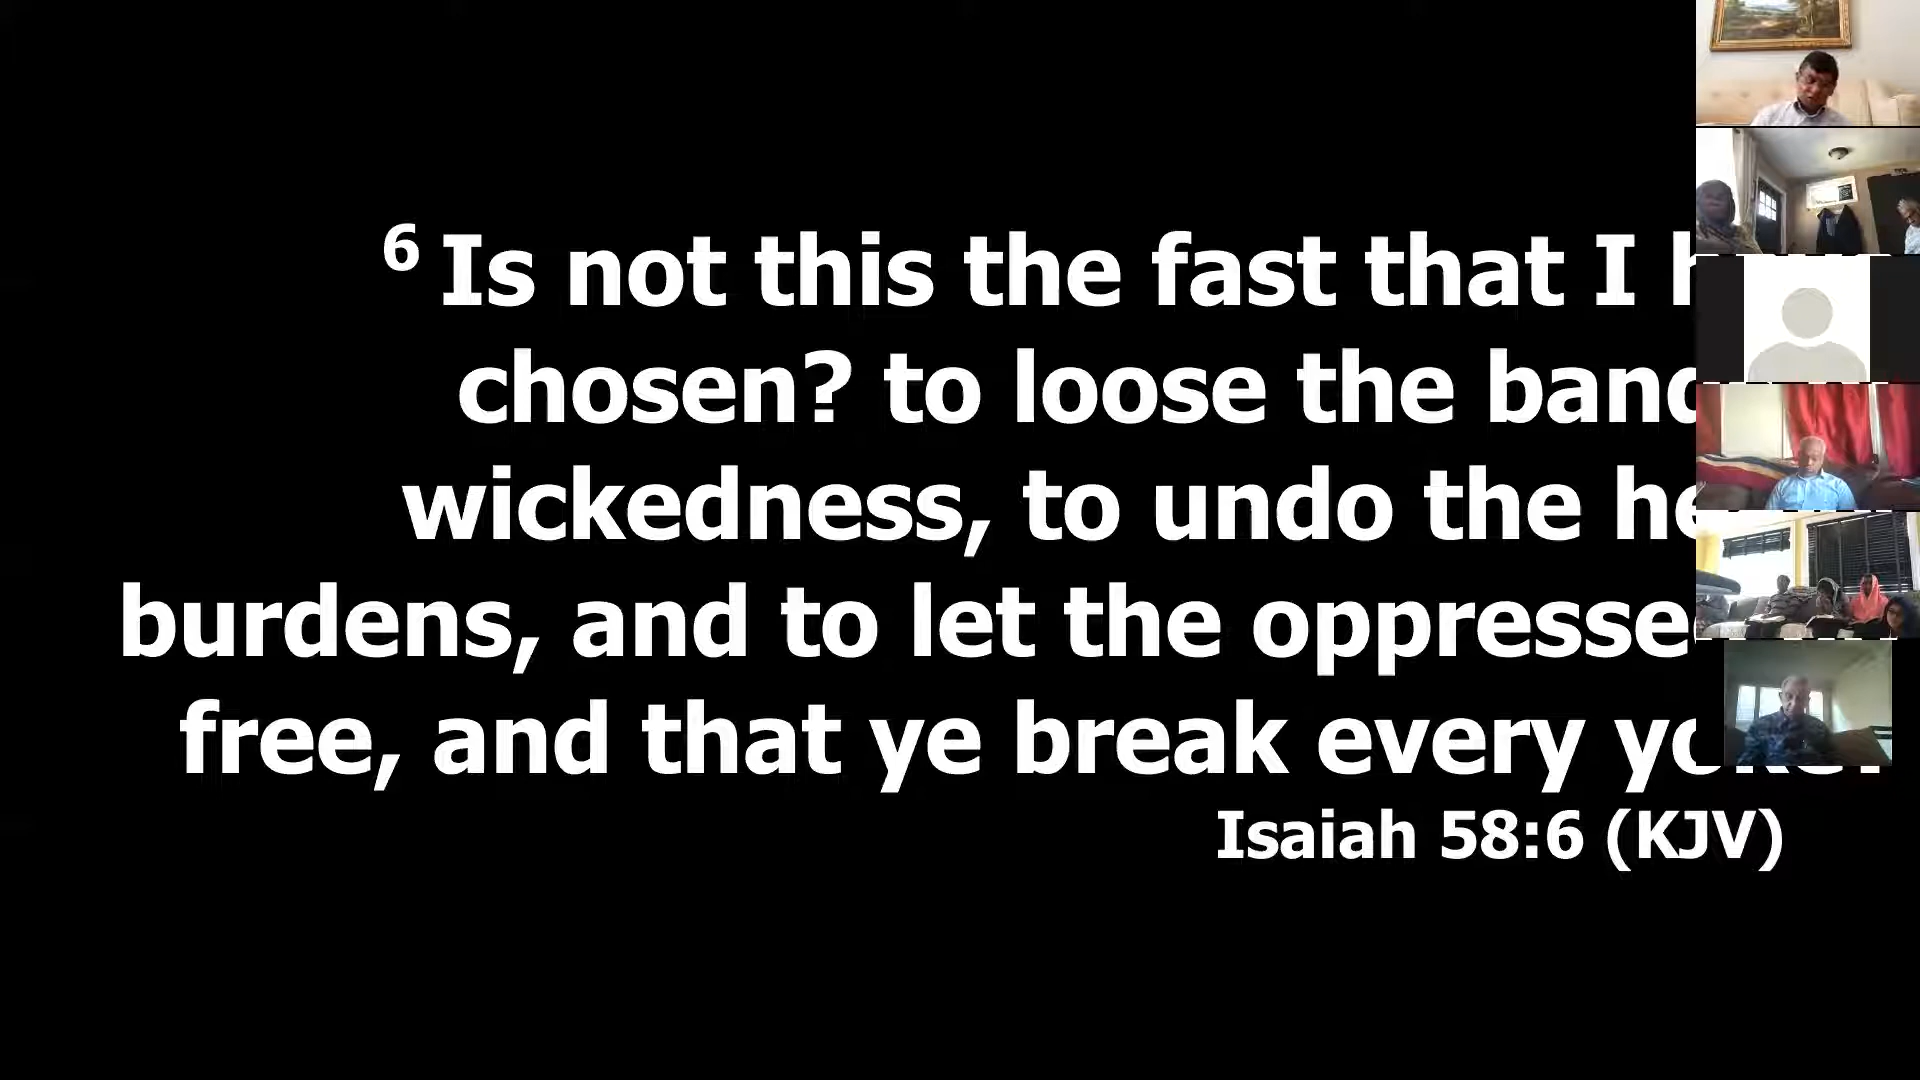 6 Is not this the fast that I
chosen? to loose the
wickedness, to undo the
burdens, and to let the
free, and that ye break every
Isaiah 58:6 (KJV)